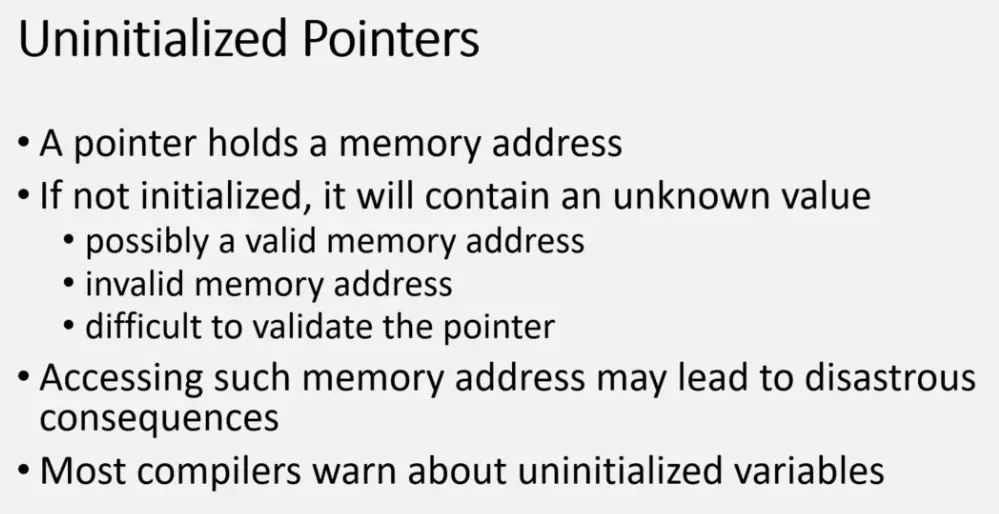 Uninitialized Pointers
• A pointer holds a memory address
• If not initialized, it will contain an unknown value
• possibly a valid memory address
• invalid memory address
• difficult to validate the pointer
• Accessing such memory address may lead to disastrous
consequences
• Most compilers warn about uninitialized variables